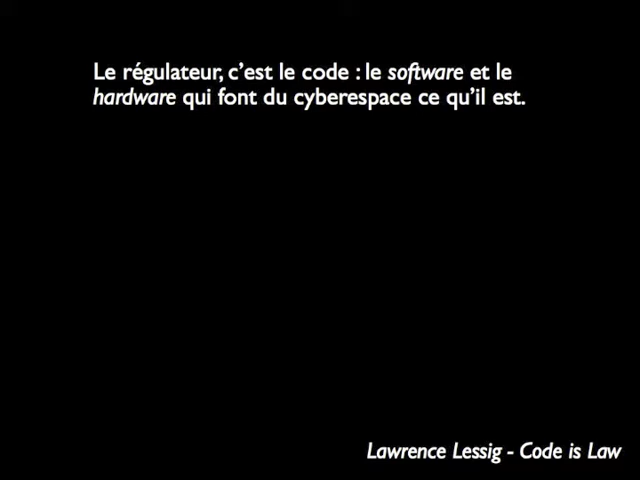 Le régulateur, c’est le code : le software et le
hardware qui font du cyberespace ce qu’il est.
Lawrence Lessig - Code is Law